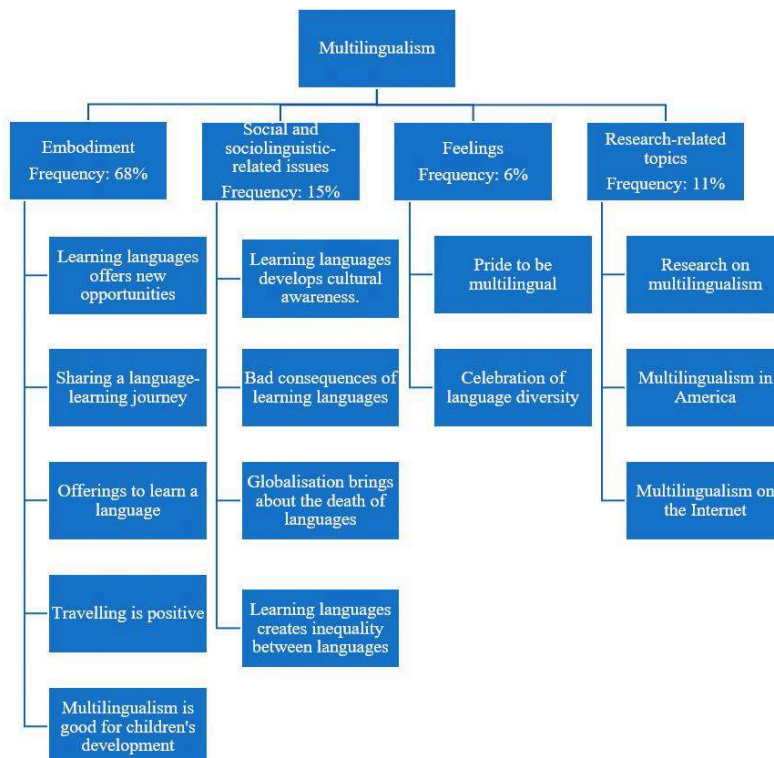 Multilingualism
Embodiment
Frequency: 68%
Learning languages
offers new
opportunities
Sharing a language-
learning journey
Offerings to learn a
language
Travelling is positive
Multilingualism is
good for children's
development
Social and
sociolinguistic-
related issues
Frequency: 15%
Learning languages
develops cultural
awareness.
Bad consequences of
learning languages
Globalisation brings
about the death of
languages
Learning languages
creates inequality
between languages
Feelings
Frequency: 6%
Pride to be
multilingual
Celebration of
language diversity
Research-related
topics
Frequency: 11%
Research on
multilingualism
Multilingualism in
America
Multilingualism on
the Internet